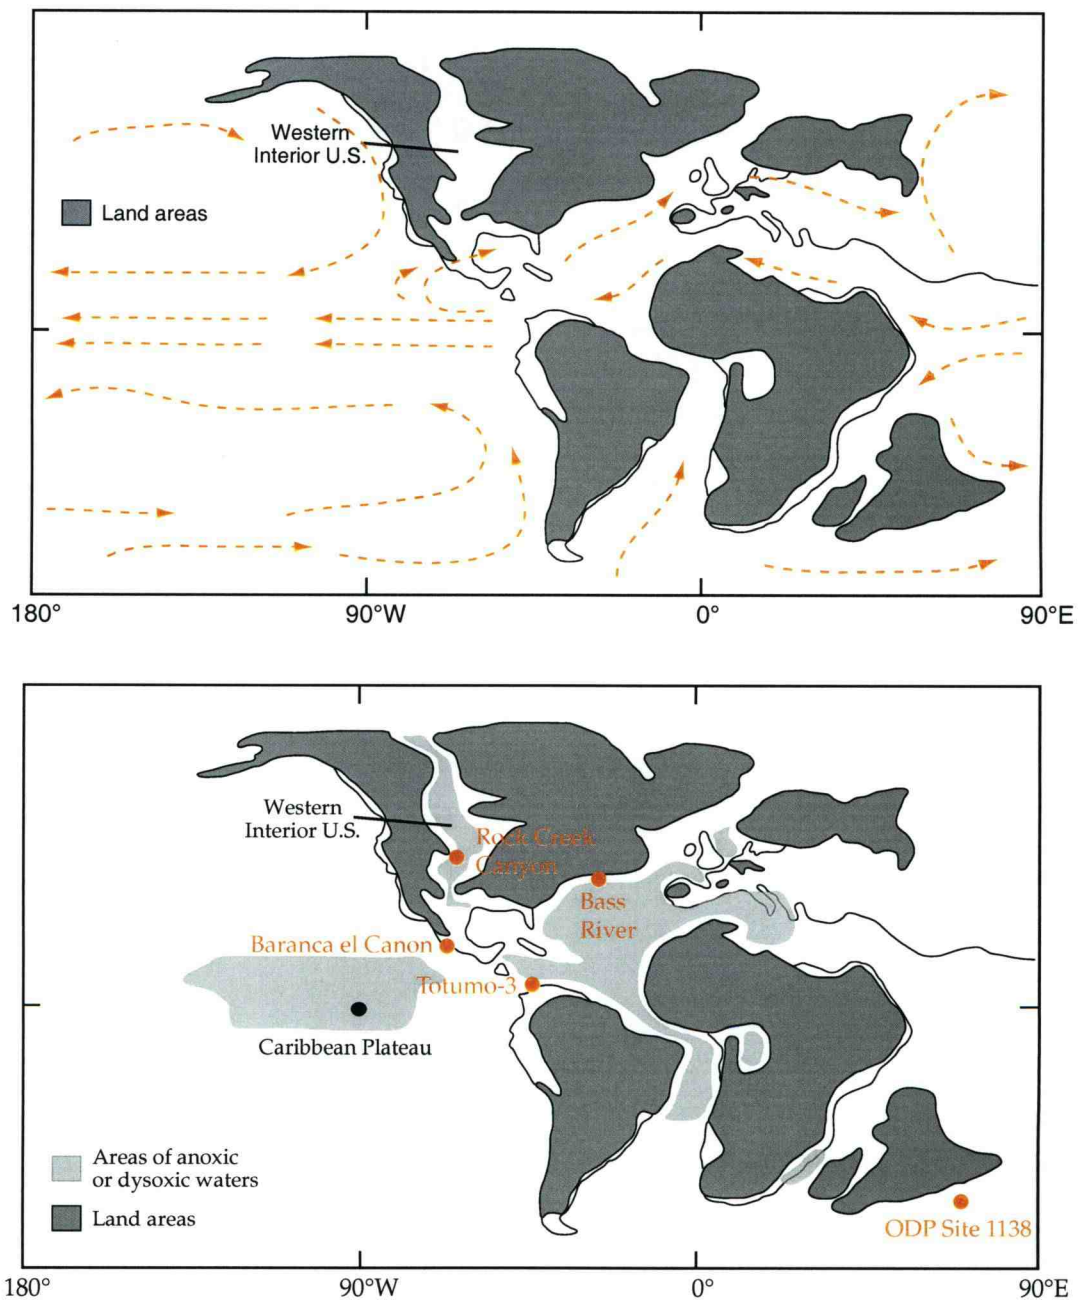 Western
Interior U.S.
Land areas
180°
90°W
0°
90°E
Western
Interior U.S.
Rock Creek
Canyon
Bass
River
Baranca el Canon
Totumo-3
Caribbean Plateau
Areas of anoxic
or dysoxic waters
Land areas
ODP Site 1138
180°
90°W
0°
90°E